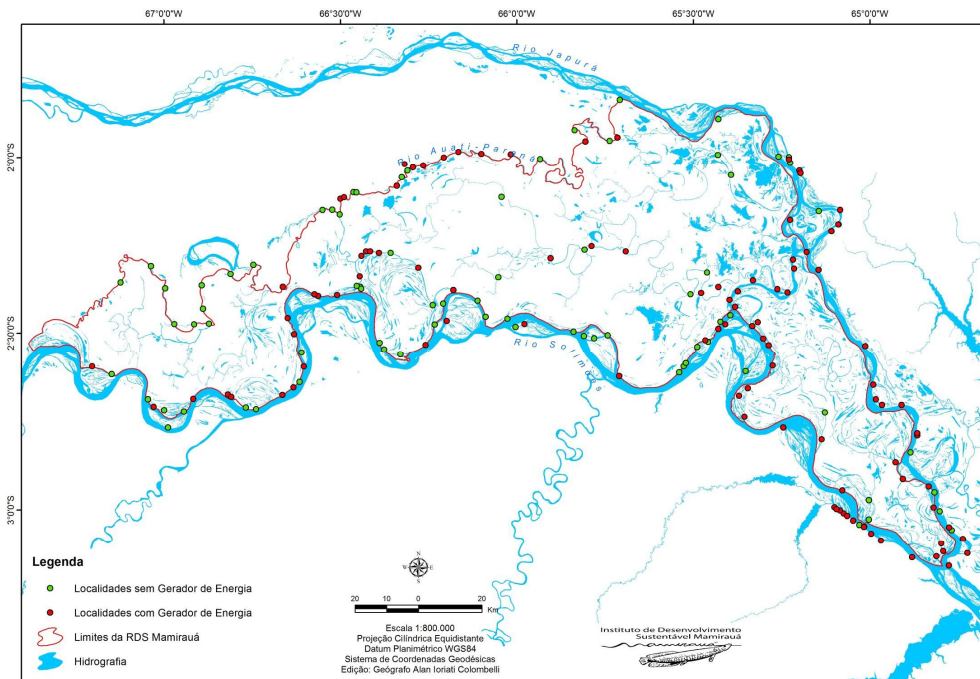 67°0'0"W
66°30'0"W
66°0'0"W
65°30'0"W
65°0'0"W
Rio Japurá
2°0'0"S
Rio Auati-Paraná
2°30'0"S
Rio Solimões
3°0'0"S
Legenda
Localidades sem Gerador de Energia
Localidades com Gerador de Energia
Limites da RDS Mamirauá
Hidrografia
N
W
E
S
20 10 0 20
Km
Escala 1:800.000
Projeção Cilíndrica Equidistante
Datum Planimétrico WGS84
Sistema de Coordenadas Geodésicas
Edição: Geógrafo Alan Ioriati Colombelli
Instituto de Desenvolvimento
Sustentável Mamirauá